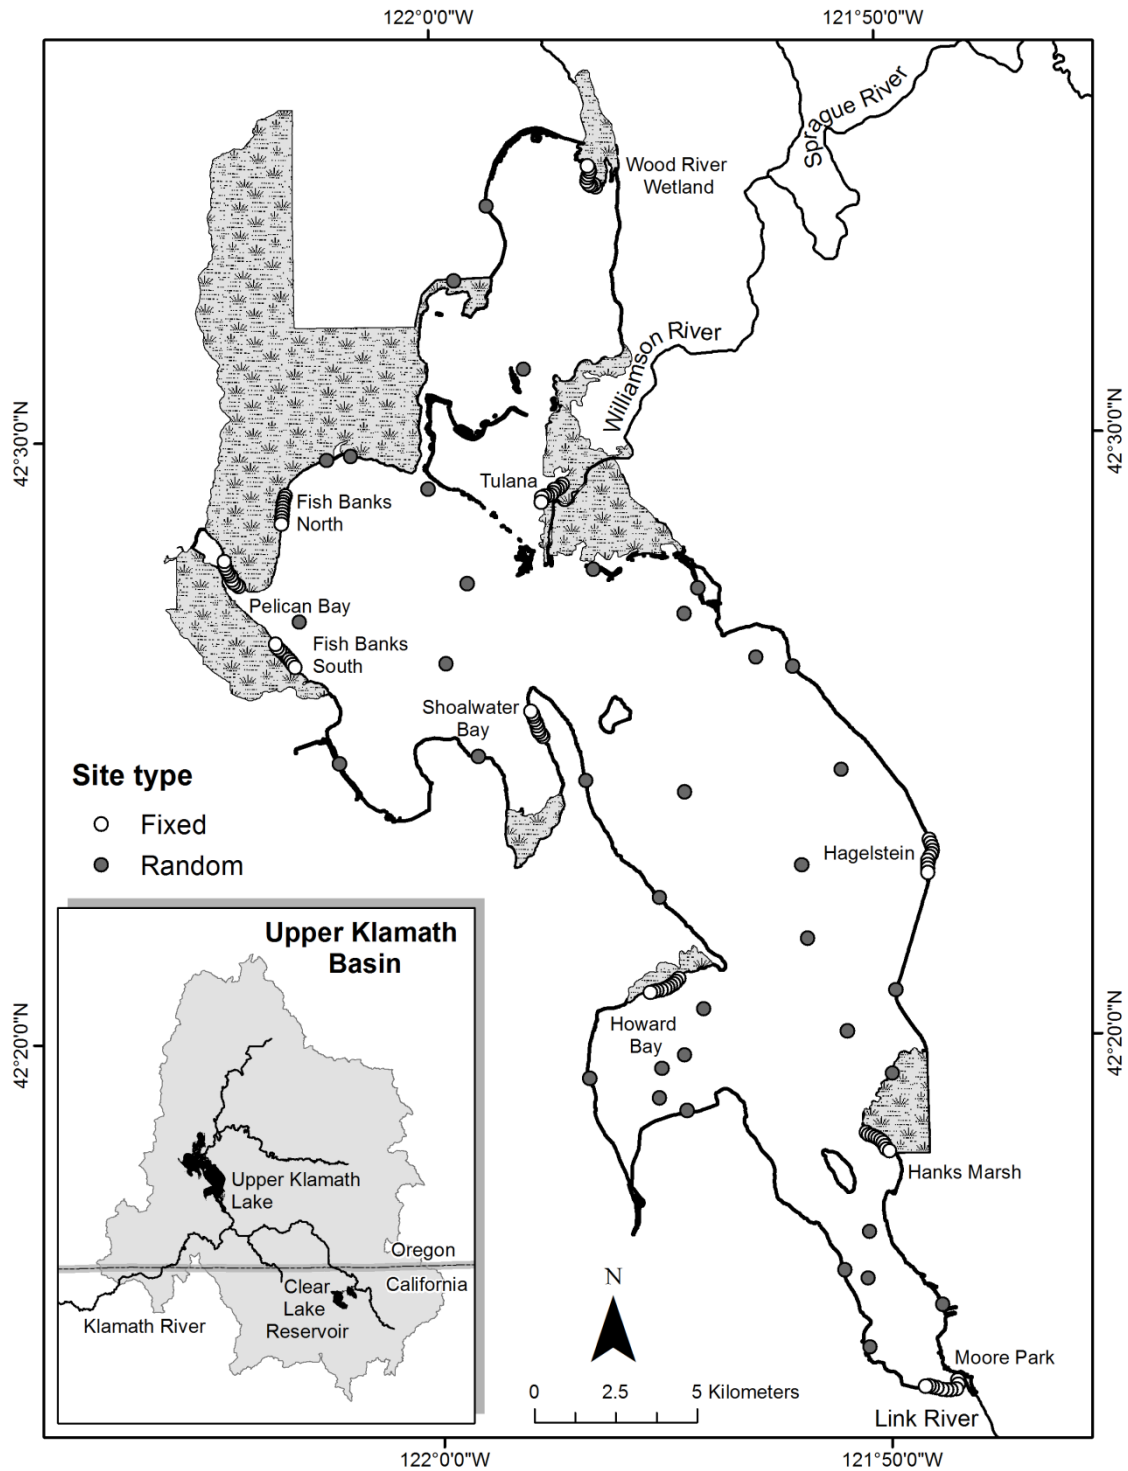 122°0'0"W
121°50'0"W
Sprague River
Wood River
Wetland
Williamson River
42°30'0"N
42°30'0"N
Tulana
Fish Banks
North
Pelican Bay
Fish Banks
South
Shoalwater
Bay
Site type
Fixed
Random
Hagelstein
Upper Klamath
Basin
Howard
Bay
42°20'0"N
42°20'0"N
Hanks Marsh
Upper Klamath
Lake
Oregon
California
Clear
Lake
Reservoir
Klamath River
N
Moore Park
0 2.5 5 Kilometers
Link River
122°0'0"W
121°50'0"W